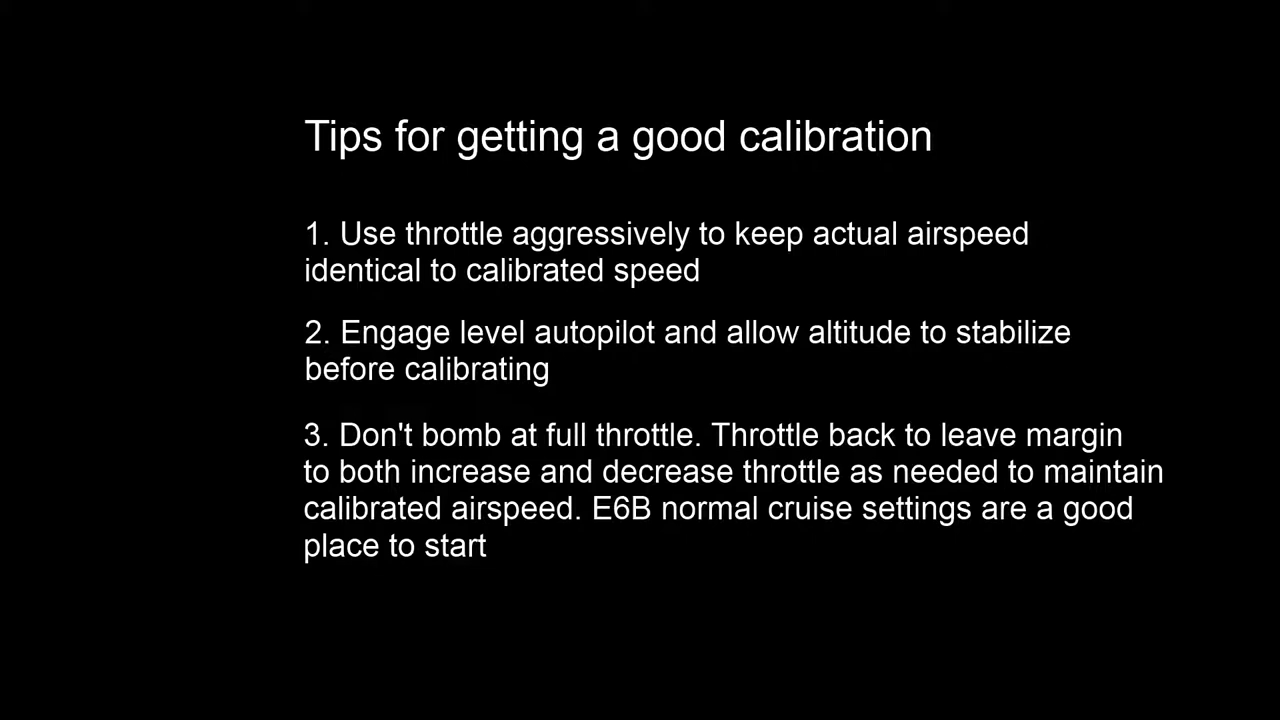 Tips for getting a good calibration
1. Use throttle aggressively to keep actual airspeed
identical to calibrated speed
2. Engage level autopilot and allow altitude to stabilize
before calibrating
3. Don't bomb at full throttle. Throttle back to leave margin
to both increase and decrease throttle as needed to maintain
calibrated airspeed. E6B normal cruise settings are a good
place to start